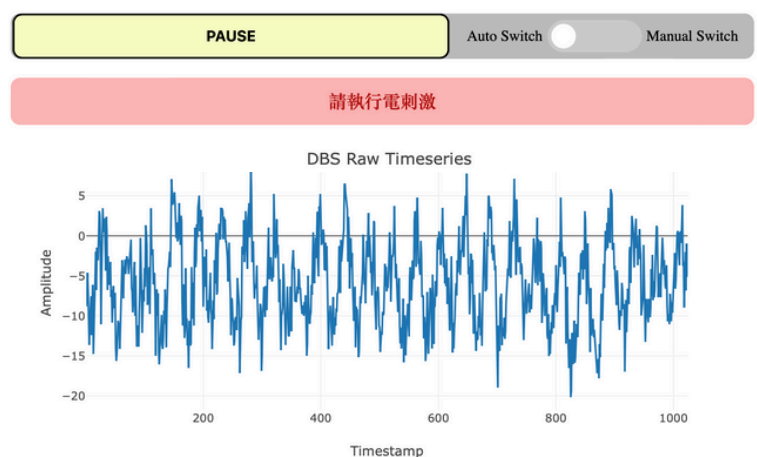 PAUSE
Auto Switch
Manual Switch
請執行電刺激
DBS Raw Timeseries
Amplitude
5
0
−5
−10
−15
−20
200
400
600
800
1000
Timestamp